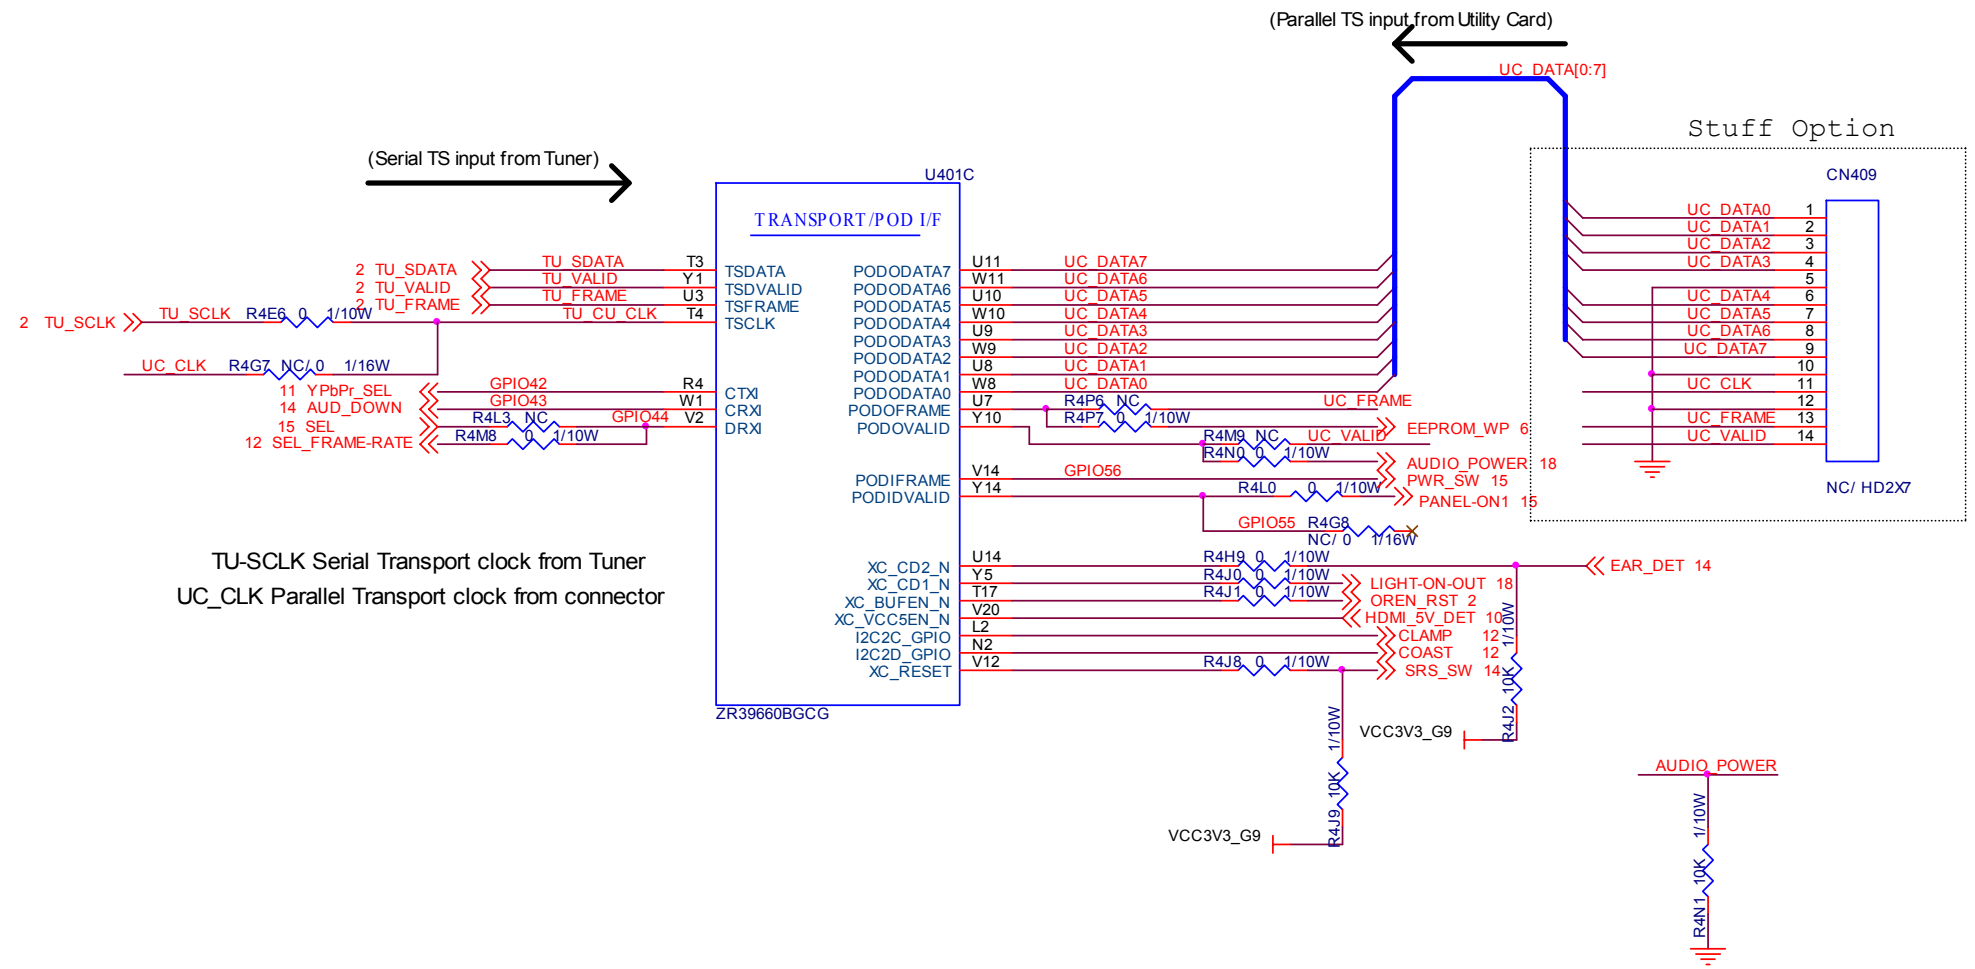 (Parallel TS input from Utility Card)
UC_DATA[0:7]
Stuff Option
(Serial TS input from Tuner)
U401C
CN409
TRANSPORT/POD I/F
UC_DATA0 1
UC_DATA1 2
UC_DATA2 3
UC_DATA3 4
5
UC_DATA4 6
UC_DATA5 7
UC_DATA6 8
UC_DATA7 9
10
UC_CLK 11
12
UC_FRAME 13
UC_VALID 14
NC/ HD2X7
2 TU_SDATA TU_SDATA T3 TSDATA
2 TU_VALID TU_VALID Y1 TSDVALID
2 TU_FRAME TU_FRAME U3 TSFRAME
2 TU_SCLK TU_SCLK R4E6 0 1/10W TU_CU_CLK T4 TSCLK
UC_CLK R4G7 NC/ 0 1/16W
11 YPbPr_SEL GPIO42 R4 CTXI
14 AUD_DOWN GPIO43 W1 CRXI
15 SEL R4L3 NC GPIO44 V2 DRXI
12 SEL_FRAME-RATE R4M8 0 1/10W
PODODATA7 U11 UC_DATA7
PODODATA6 W11 UC_DATA6
PODODATA5 U10 UC_DATA5
PODODATA4 W10 UC_DATA4
PODODATA3 U9 UC_DATA3
PODODATA2 W9 UC_DATA2
PODODATA1 U8 UC_DATA1
PODODATA0 W8 UC_DATA0
PODOFRAME U7 R4P6 NC UC_FRAME
PODOVALID Y10 R4P7 0 1/10W EEPROM_WP 6
R4M9 NC UC_VALID
R4N0 0 1/10W AUDIO_POWER 18
PODIFRAME V14 GPIO56 PWR_SW 15
PODIDVALID Y14 R4L0 0 1/10W PANEL-ON1 15
GPIO55 R4G8
NC/ 0 1/16W
TU-SCLK Serial Transport clock from Tuner
UC_CLK Parallel Transport clock from connector
XC_CD2_N U14 R4H9 0 1/10W EAR_DET 14
XC_CD1_N Y5 R4J0 0 1/10W LIGHT-ON-OUT 18
XC_BUFEN_N T17 R4J1 0 1/10W OREN_RST 2
XC_VCC5EN_N V20 HDMI_5V_DET 10
I2C2C_GPIO L2 CLAMP 12
I2C2D_GPIO N2 COAST 12
XC_RESET V12 R4J8 0 1/10W SRS_SW 14
ZR39660BGCG
R4J2 10K 1/10W
VCC3V3_G9
R4J9 10K 1/10W
VCC3V3_G9
AUDIO_POWER
R4N1 10K 1/10W